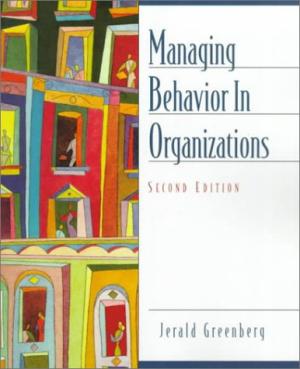 Managing
Behavior In
Organizations
SECOND EDITION
Jerald Greenberg